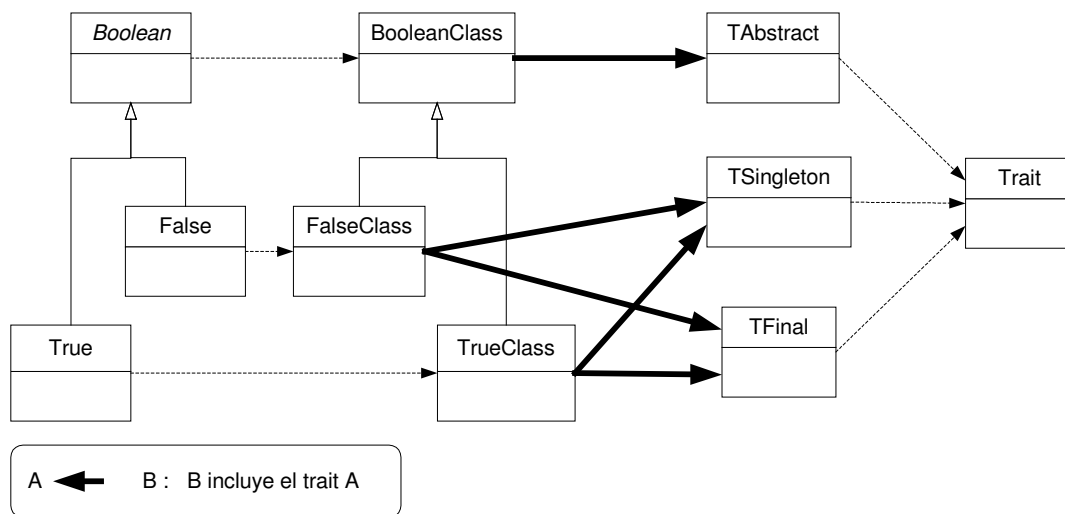 Boolean
BooleanClass
TAbstract
TSingleton
Trait
False
FalseClass
TFinal
True
TrueClass
A B : B incluye el trait A